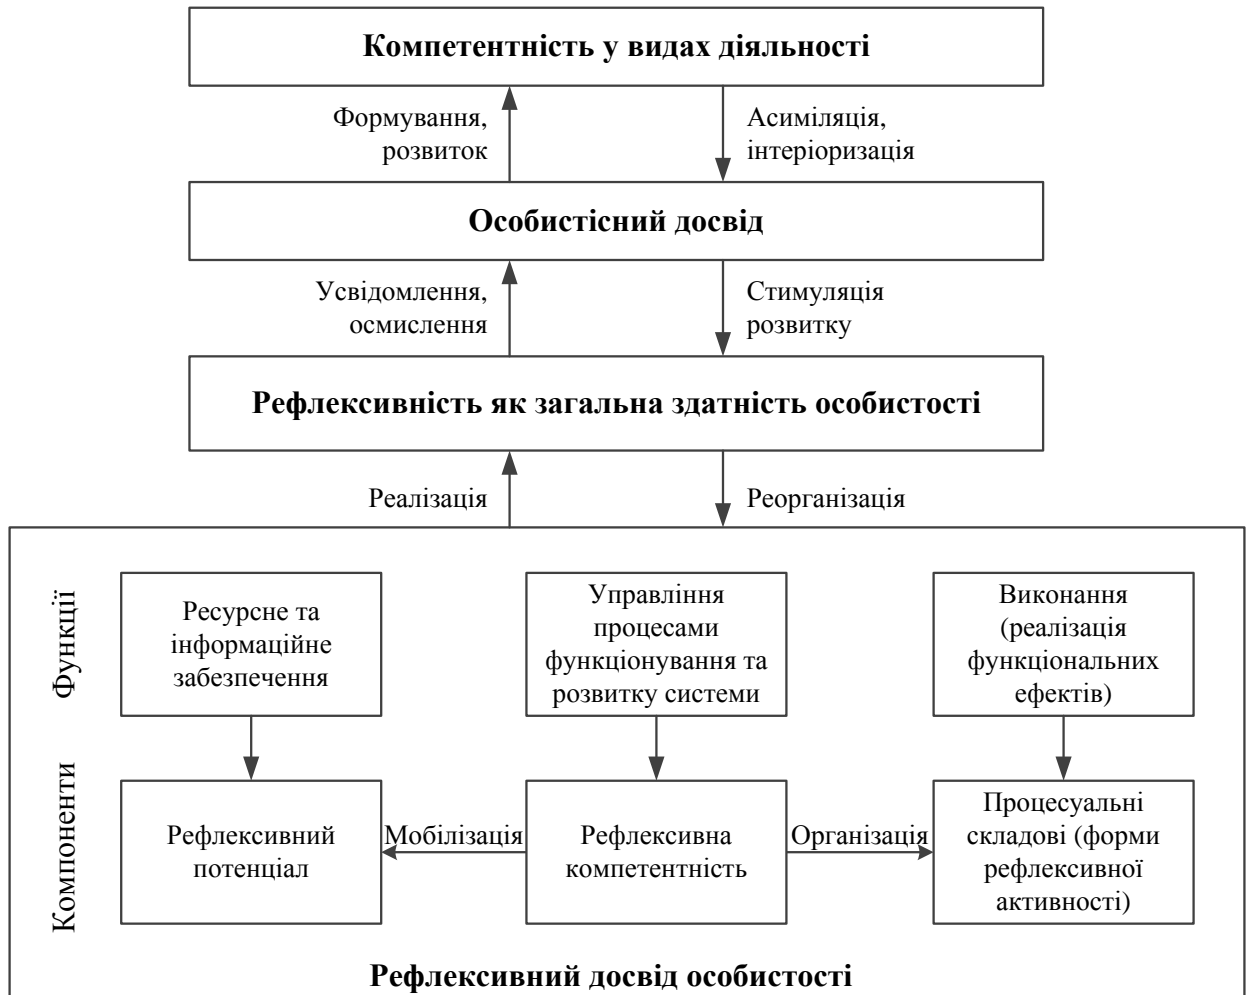 Компетентність у видах діяльності
Формування,
розвиток
Асиміляція,
інтеріоризація
Особистісний досвід
Усвідомлення,
осмислення
Стимуляція
розвитку
Рефлексивність як загальна здатність особистості
Реалізація
Реорганізація
Функції
Ресурсне та
інформаційне
забезпечення
Управління
процесами
функціонування та
розвитку системи
Виконання
(реалізація
функціональних
ефектів)
Компоненти
Рефлексивний
потенціал
Мобілізація
Рефлексивна
компетентність
Організація
Процесуальні
складові (форми
рефлексивної
активності)
Рефлексивний досвід особистості